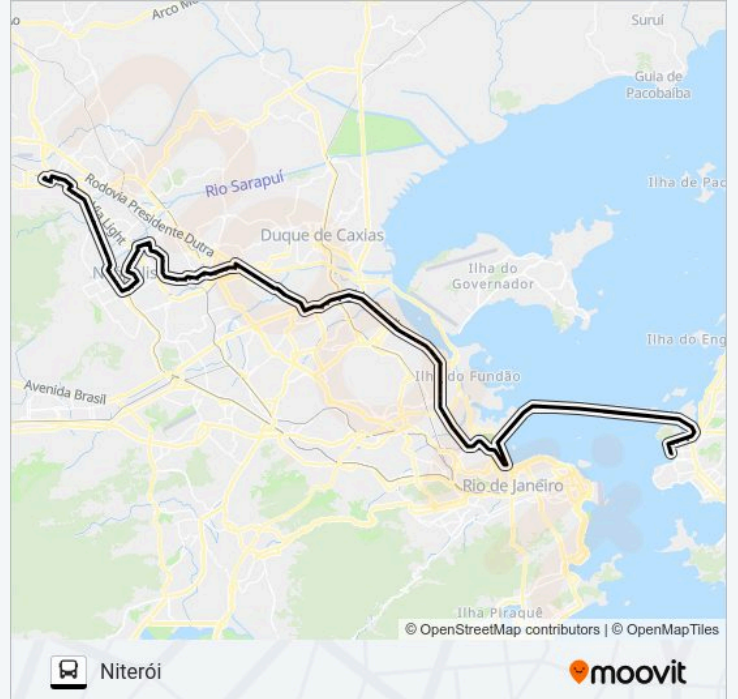 Arco M
Suruí
Guia de
Pacobaíba
Ilha de Pac
Rio Sarapuí
Rodovia Presidente Dutra
Via Light
Duque de Caxias
Ilha do
Governador
Ilha do Eng
Avenida Brasil
Ilha do Fundão
Rio de Janeiro
Ilha Piraquê
© OpenStreetMap contributors | © OpenMapTiles
Niterói
moovit